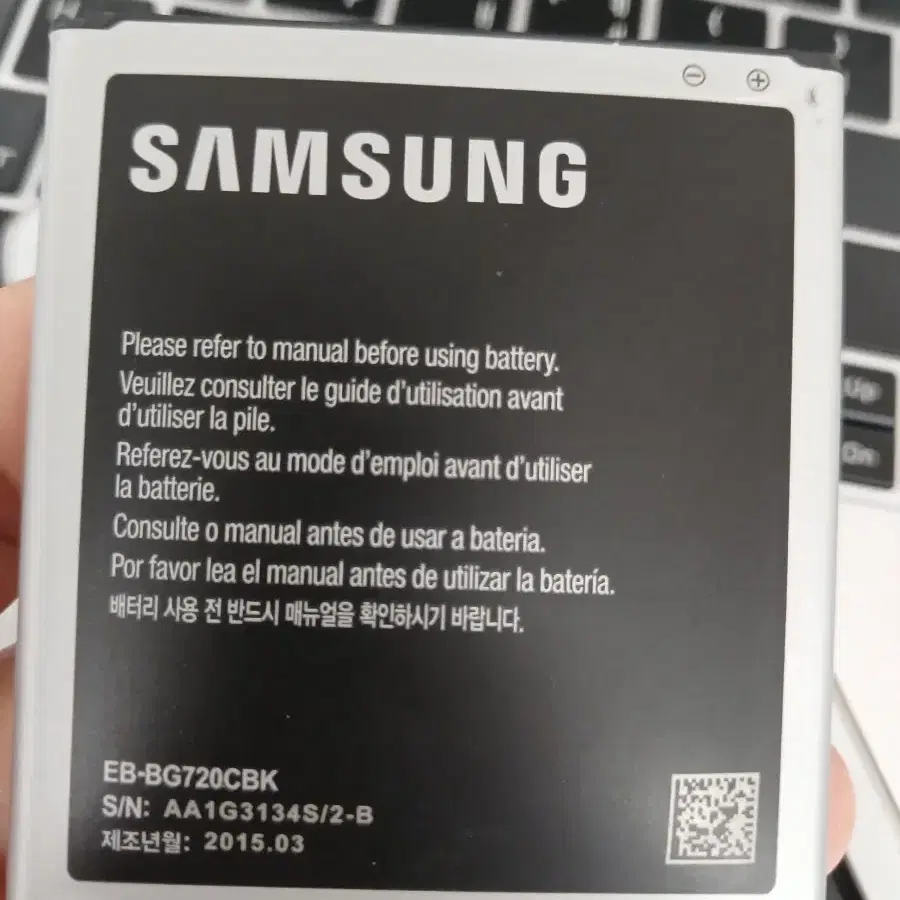 SAMSUNG
Please refer to manual before using battery.
Veuillez consulter le guide d'utilisation avant
d'utiliser la pile.
Referez-vous au mode d'emploi avant d'utiliser
la batterie.
Consulte o manual antes de usar a bateria.
Por favor lea el manual antes de utilizar la batería.
배터리 사용 전 반드시 매뉴얼을 확인하시기 바랍니다.
EB-BG720CBK
S/N: AA1G3134S/2-B
제조년월: 2015.03
Up
Dn